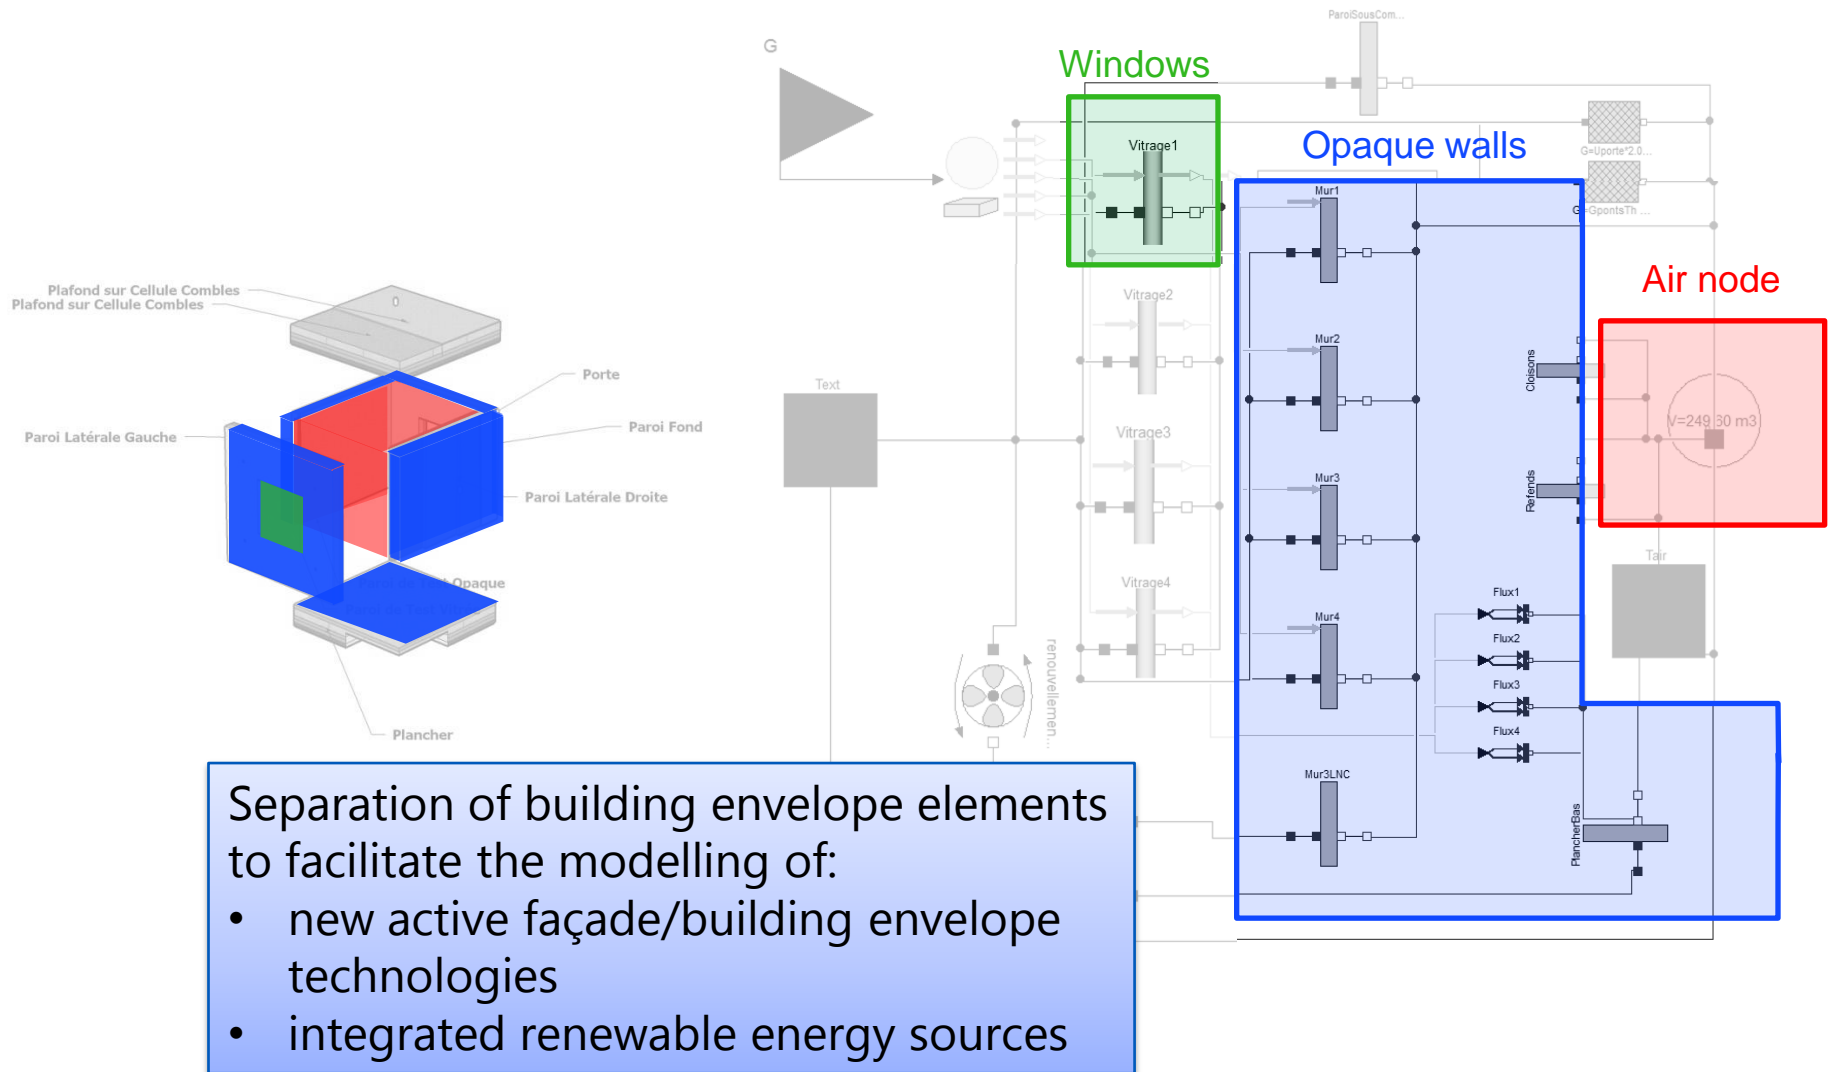 ParoiSousCom...
G
Windows
Vitrage1
Opaque walls
G=Uporte*2.0...
Mur1
G=GpontsTh ...
Air node
Plafond sur Cellule Combles
Plafond sur Cellule Combles
Vitrage2
Mur2
Cloisons
Porte
Text
V=249.60 m3
Paroi Latérale Gauche
Paroi Fond
Vitrage3
Mur3
Refends
Paroi Latérale Droite
Tair
Opaque
Vitrage4
Flux1
Mur4
Flux2
renouvellemen...
Flux3
Plancher
Flux4
Mur3LNC
PlancherBas
Separation of building envelope elements
to facilitate the modelling of:
• new active façade/building envelope
technologies
• integrated renewable energy sources